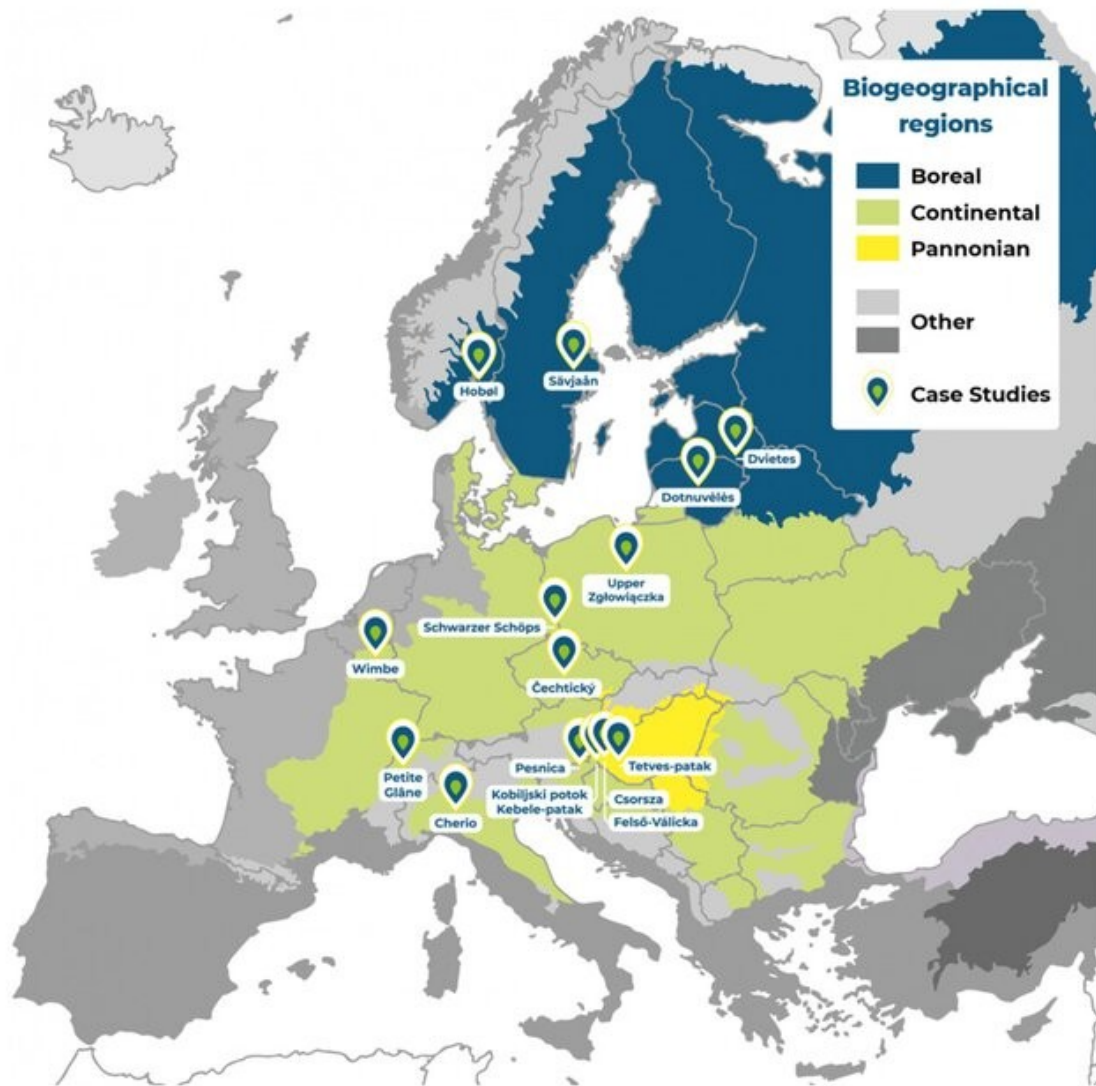 Biogeographical
regions
Boreal
Continental
Pannonian
Other
Case Studies
Hobøl
Sävjaån
Dvietes
Dotnuvėlės
Upper
Zgłowiączka
Schwarzer Schöps
Wimbe
Čechtický
Petite
Glâne
Cherio
Pesnica
Tetves-patak
Kobiljski potok
Kebele-patak
Csorsza
Felső-Válicka